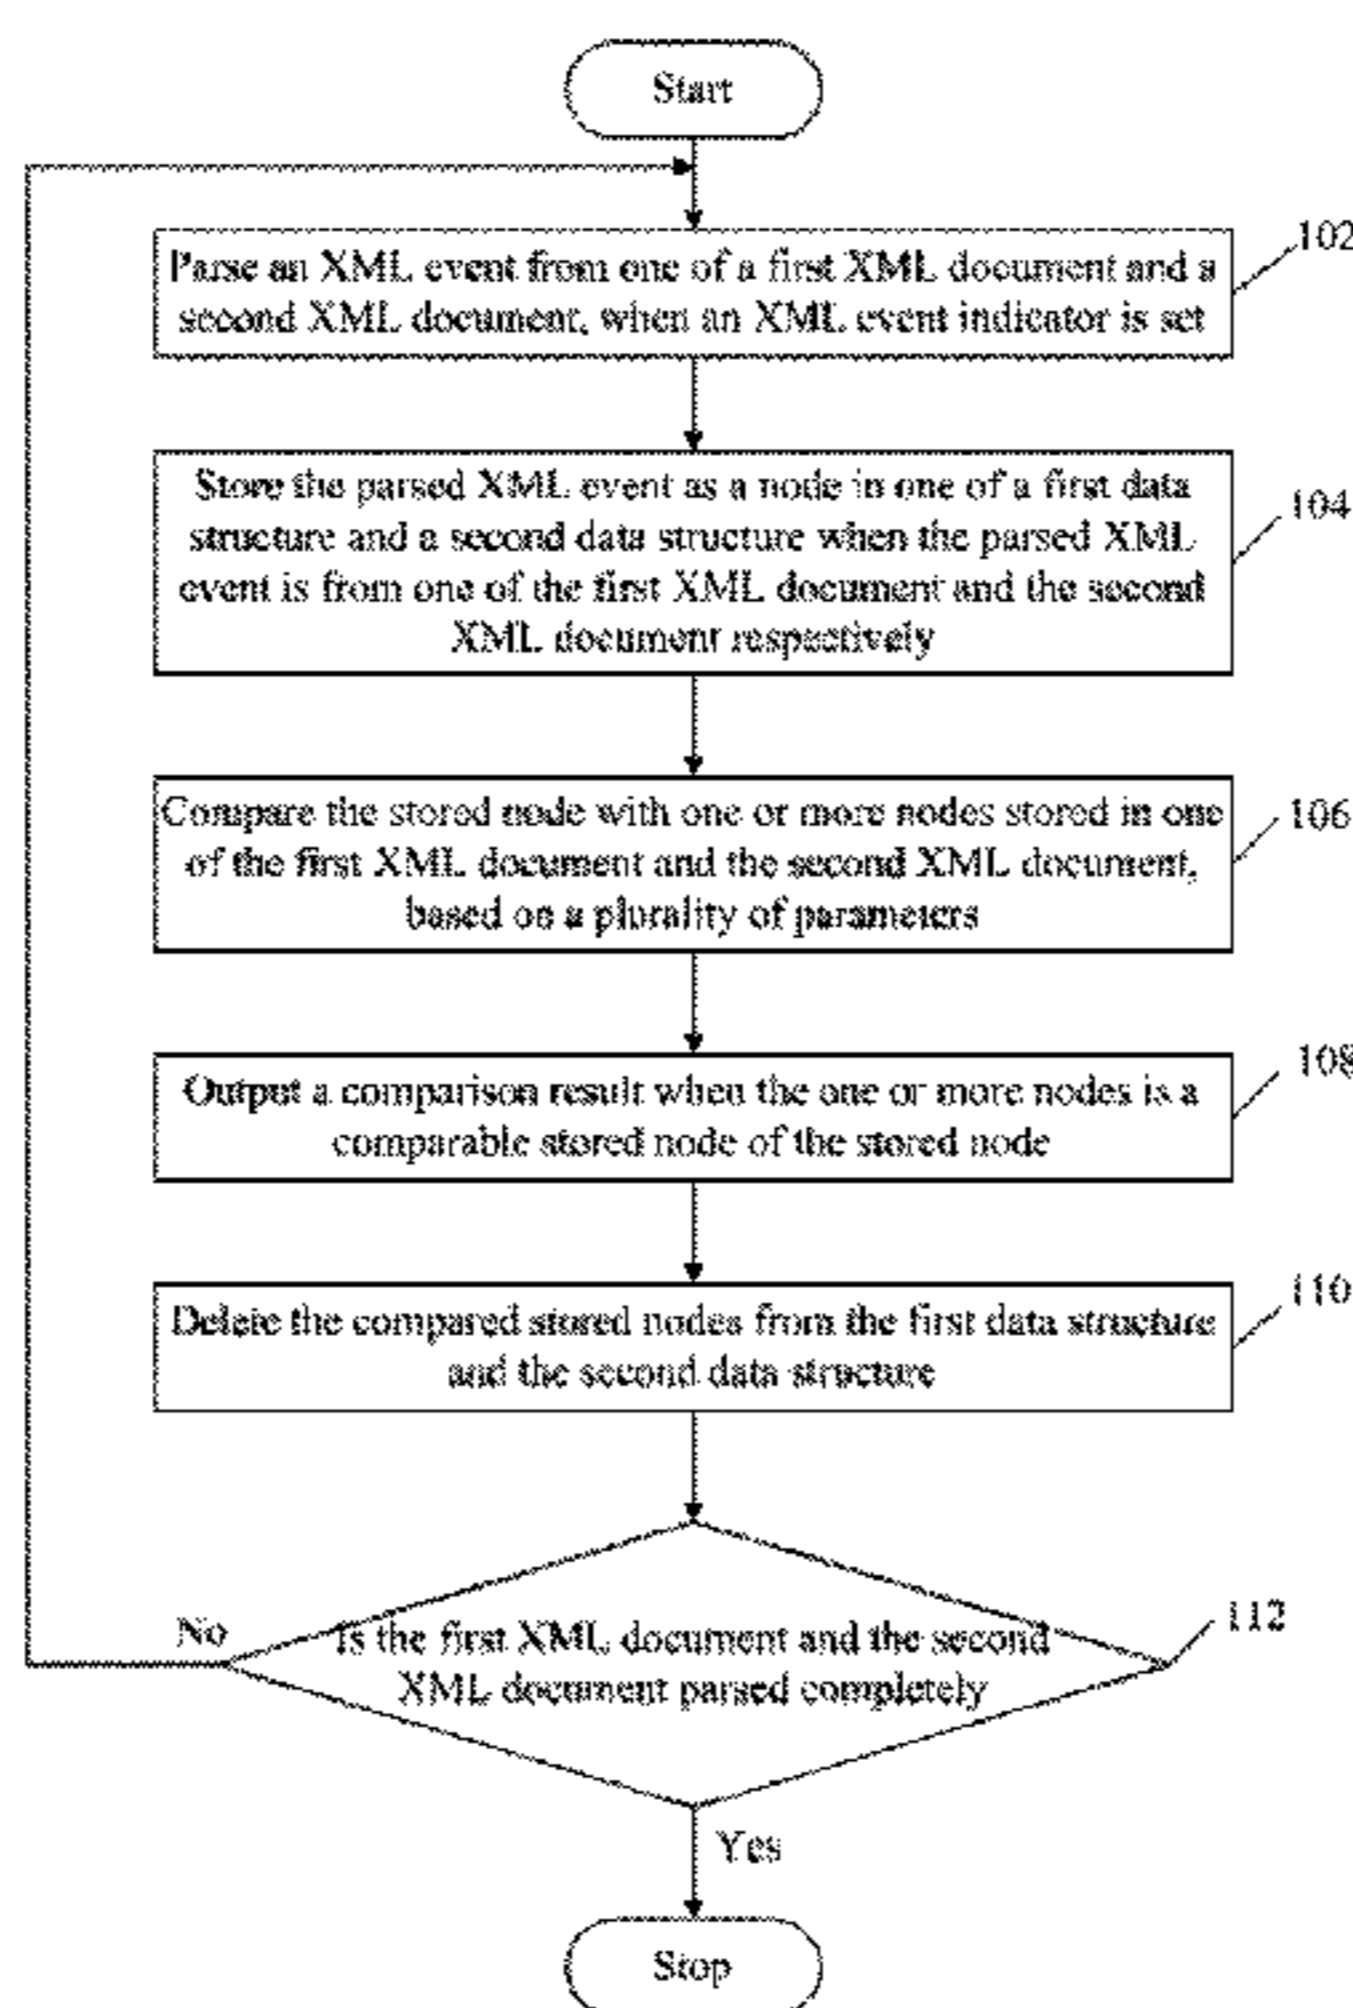 Start
Parse an XML event from one of a first XML document and a
second XML document, when an XML event indicator is set
102
Store the parsed XML event as a node in one of a first data
structure and a second data structure when the parsed XML
event is from one of the first XML document and the second
XML document respectively
104
Compare the stored node with one or more nodes stored in one
of the first XML document and the second XML document,
based on a plurality of parameters
106
Output a comparison result when the one or more nodes is a
comparable stored node of the stored node
108
Delete the compared stored nodes from the first data structure
and the second data structure
110
No
Is the first XML document and the second
XML document parsed completely
112
Yes
Stop